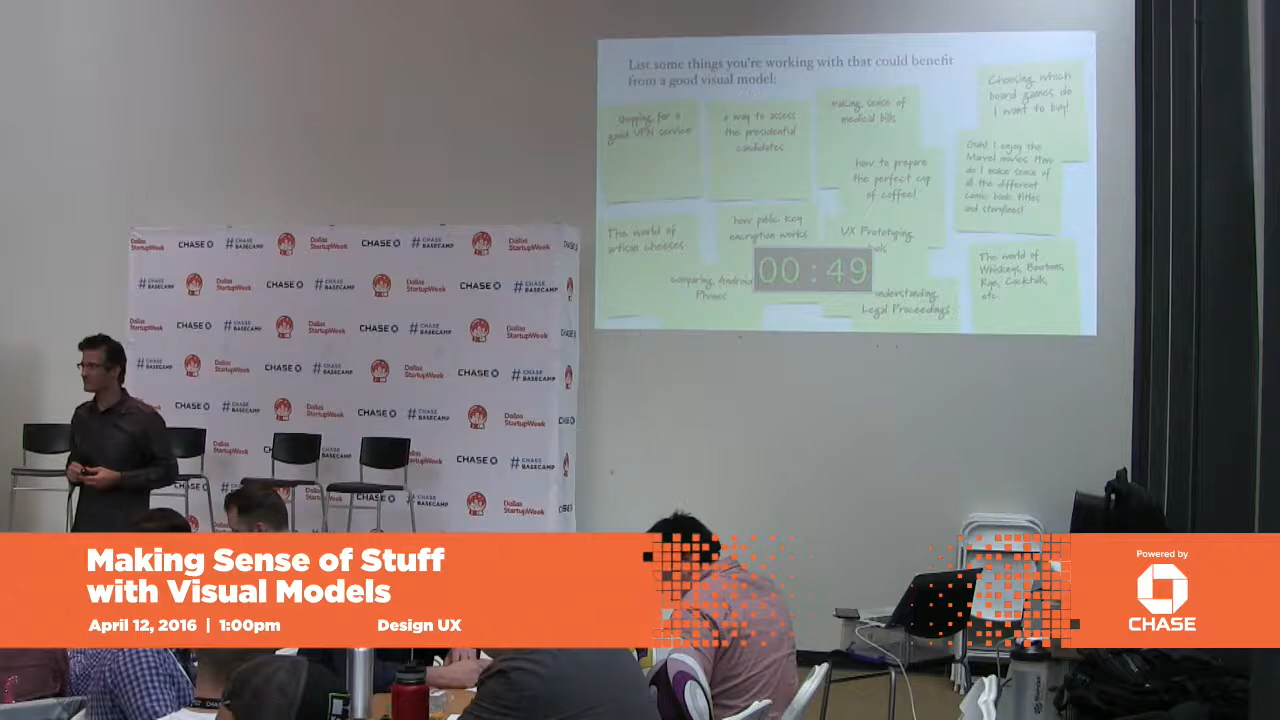 List some things you're working with that could benefit
from a good visual model:
shopping for a
good VPN service
a way to access
the presidential
candidates
making sense of
medical bills
Choosing which
board games do
I want to buy!
how to prepare
the perfect cup
of coffee!
Gah! I enjoy the
Marvel movies. How
do I make sense of
all the different
comic book titles
and storylines!
The world of
artisan cheeses
how public key
encryption works
UX Prototyping
The world of
Whiskeys, Bourbons,
Rye, Cocktails,
etc.
comparing Android
Phones
00:49
understanding
Legal Proceedings
Dallas
StartupWeek
CHASE
# CHASE
BASECAMP
Making Sense of Stuff
with Visual Models
April 12, 2016 | 1:00pm
Design UX
Powered by
CHASE